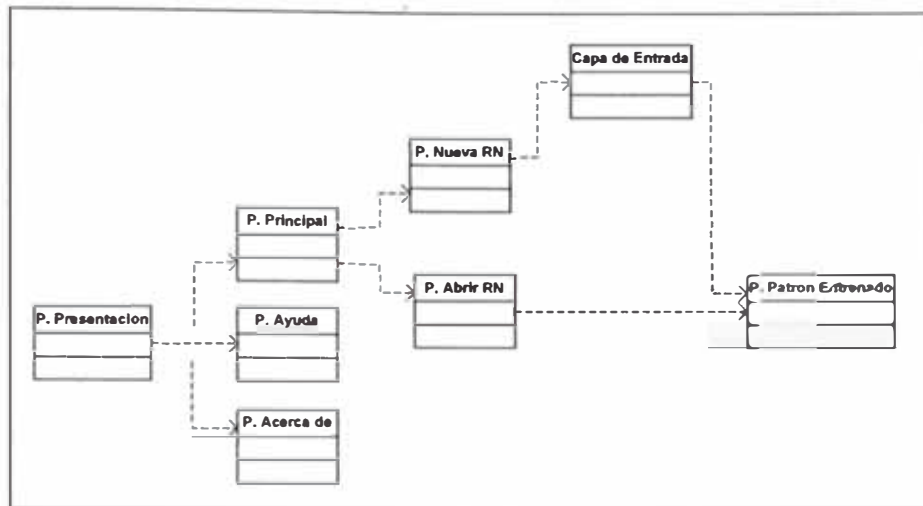 Capa de Entrada
P. Nueva RN
P. Principal
P. Abrir RN
P. Patron Entrenado
P. Presentacion
P. Ayuda
P. Acerca de